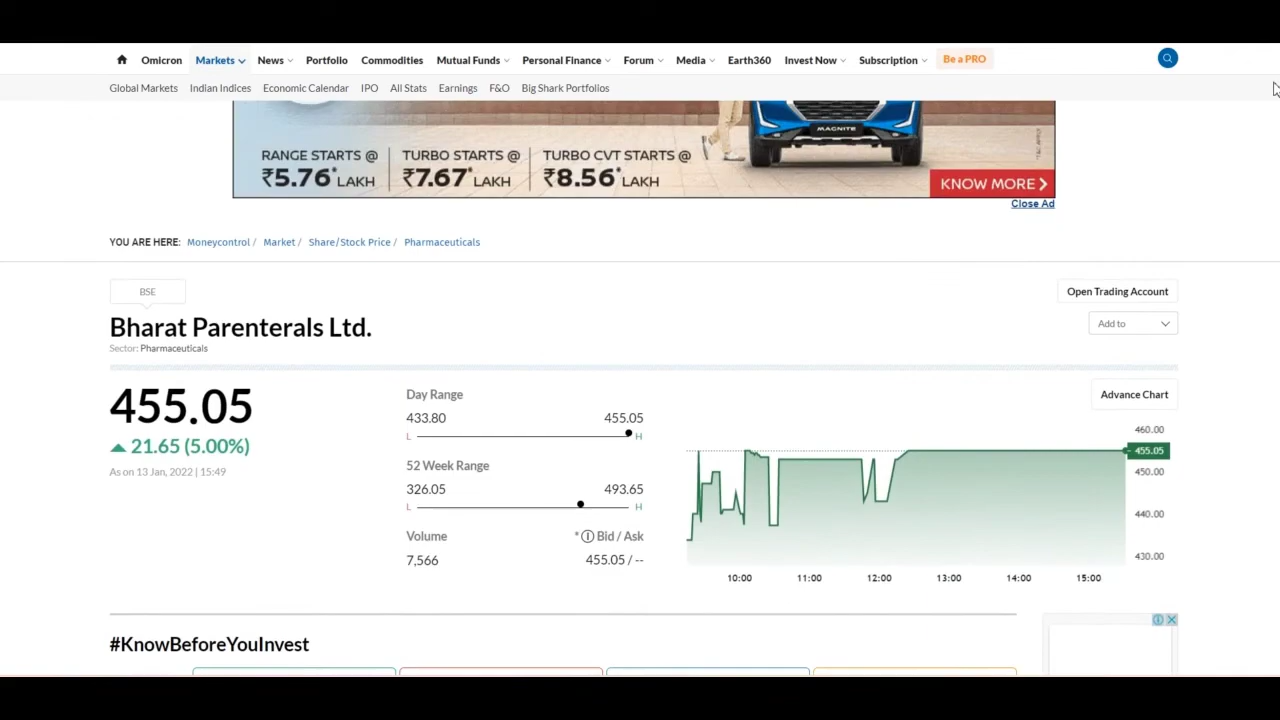 Omicron Markets News Portfolio Commodities Mutual Funds Personal Finance Forum Media Earth360 Invest Now Subscription Be a PRO
Global Markets Indian Indices Economic Calendar IPO All Stats Earnings F&O Big Shark Portfolios
MAGNITE
RANGE STARTS @ TURBO STARTS @ TURBO CVT STARTS @
₹5.76* LAKH ₹7.67* LAKH ₹8.56* LAKH
KNOW MORE
Close Ad
YOU ARE HERE: Moneycontrol / Market / Share/Stock Price / Pharmaceuticals
BSE
Open Trading Account
Bharat Parenterals Ltd.
Add to
Sector: Pharmaceuticals
455.05
21.65 (5.00%)
As on 13 Jan, 2022 | 15:49
Day Range
433.80 455.05
L H
52 Week Range
326.05 493.65
L H
Volume * Bid / Ask
7,566 455.05 / --
Advance Chart
460.00
455.05
450.00
440.00
430.00
10:00 11:00 12:00 13:00 14:00 15:00
#KnowBeforeYouInvest